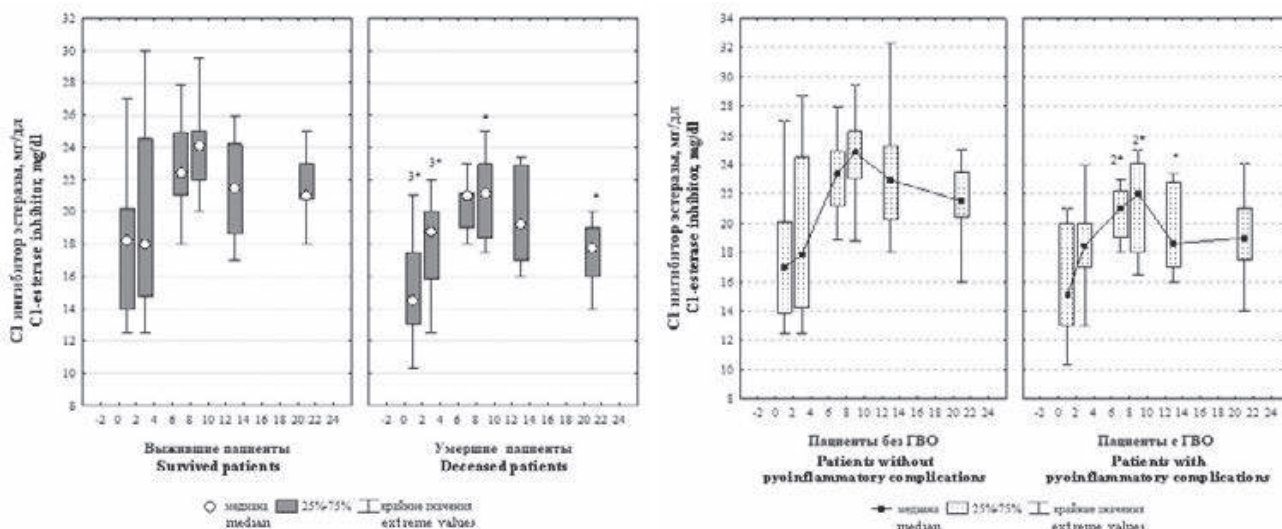 С1 ингибитор эстеразы, мг/дл
C1-esterase inhibitor, mg/dl
32
30
28
26
24
22
20
18
16
14
12
10
8
3*
3*
*
*
-2 0 2 4 6 8 10 12 14 16 18 20 22 24
-2 0 2 4 6 8 10 12 14 16 18 20 22 24
Выжившие пациенты
Survived patients
Умершие пациенты
Deceased patients
медиана
median
25%-75%
крайние значения
extreme values
С1 ингибитор эстеразы, мг/дл
C1-esterase inhibitor, mg/dl
34
32
30
28
26
24
22
20
18
16
14
12
10
8
2*
2*
*
-2 0 2 4 6 8 10 12 14 16 18 20 22 24
-2 0 2 4 6 8 10 12 14 16 18 20 22 24
Пациенты без ГВО
Patients without
pyoinflammatory complications
Пациенты с ГВО
Patients with
pyoinflammatory complications
медиана
median
25%-75%
крайние значения
extreme values